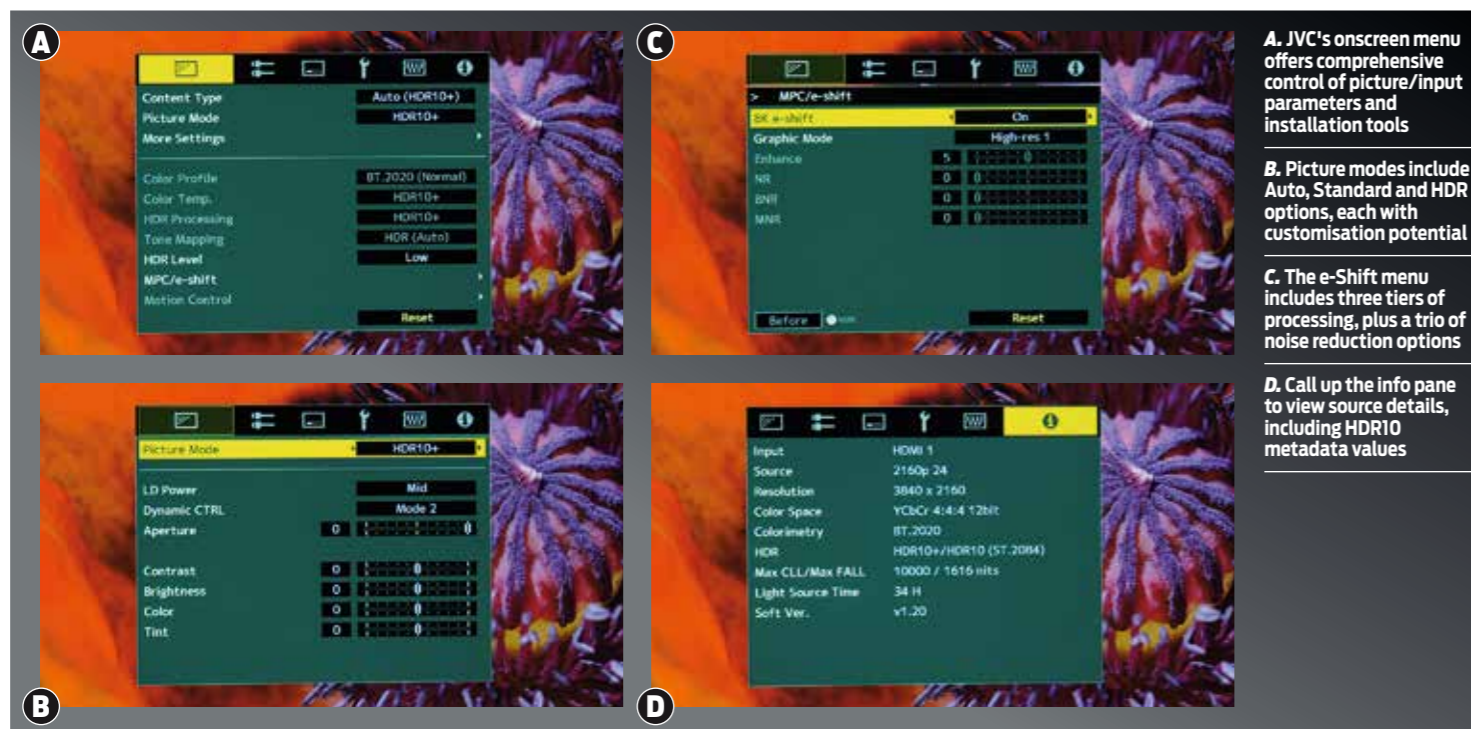 A
Content Type Auto (HDR10+)
Picture Mode HDR10+
More Settings
Color Profile BT.2020 (Normal)
Color Temp. HDR10+
HDR Processing HDR10+
Tone Mapping HDR (Auto)
HDR Level Low
MPC/e-shift
Motion Control
Reset
B
Picture Mode HDR10+
LD Power Mid
Dynamic CTRL Mode 2
Aperture 0 0
Contrast 0 0
Brightness 0 0
Color 0 0
Tint 0 0
C
> MPC/e-shift
8K e-shift On
Graphic Mode High-res 1
Enhance 5 0
NR 0 0
BNR 0 0
MNR 0 0
Before
Reset
D
Input HDMI 1
Source 2160p 24
Resolution 3840 x 2160
Color Space YCbCr 4:4:4 12bit
Colorimetry BT.2020
HDR HDR10+/HDR10 (ST.2084)
Max CLL/Max FALL 10000 / 1616 nits
Light Source Time 34 H
Soft Ver. v1.20
A. JVC's onscreen menu
offers comprehensive
control of picture/input
parameters and
installation tools
B. Picture modes include
Auto, Standard and HDR
options, each with
customisation potential
C. The e-Shift menu
includes three tiers of
processing, plus a trio of
noise reduction options
D. Call up the info pane
to view source details,
including HDR10
metadata values